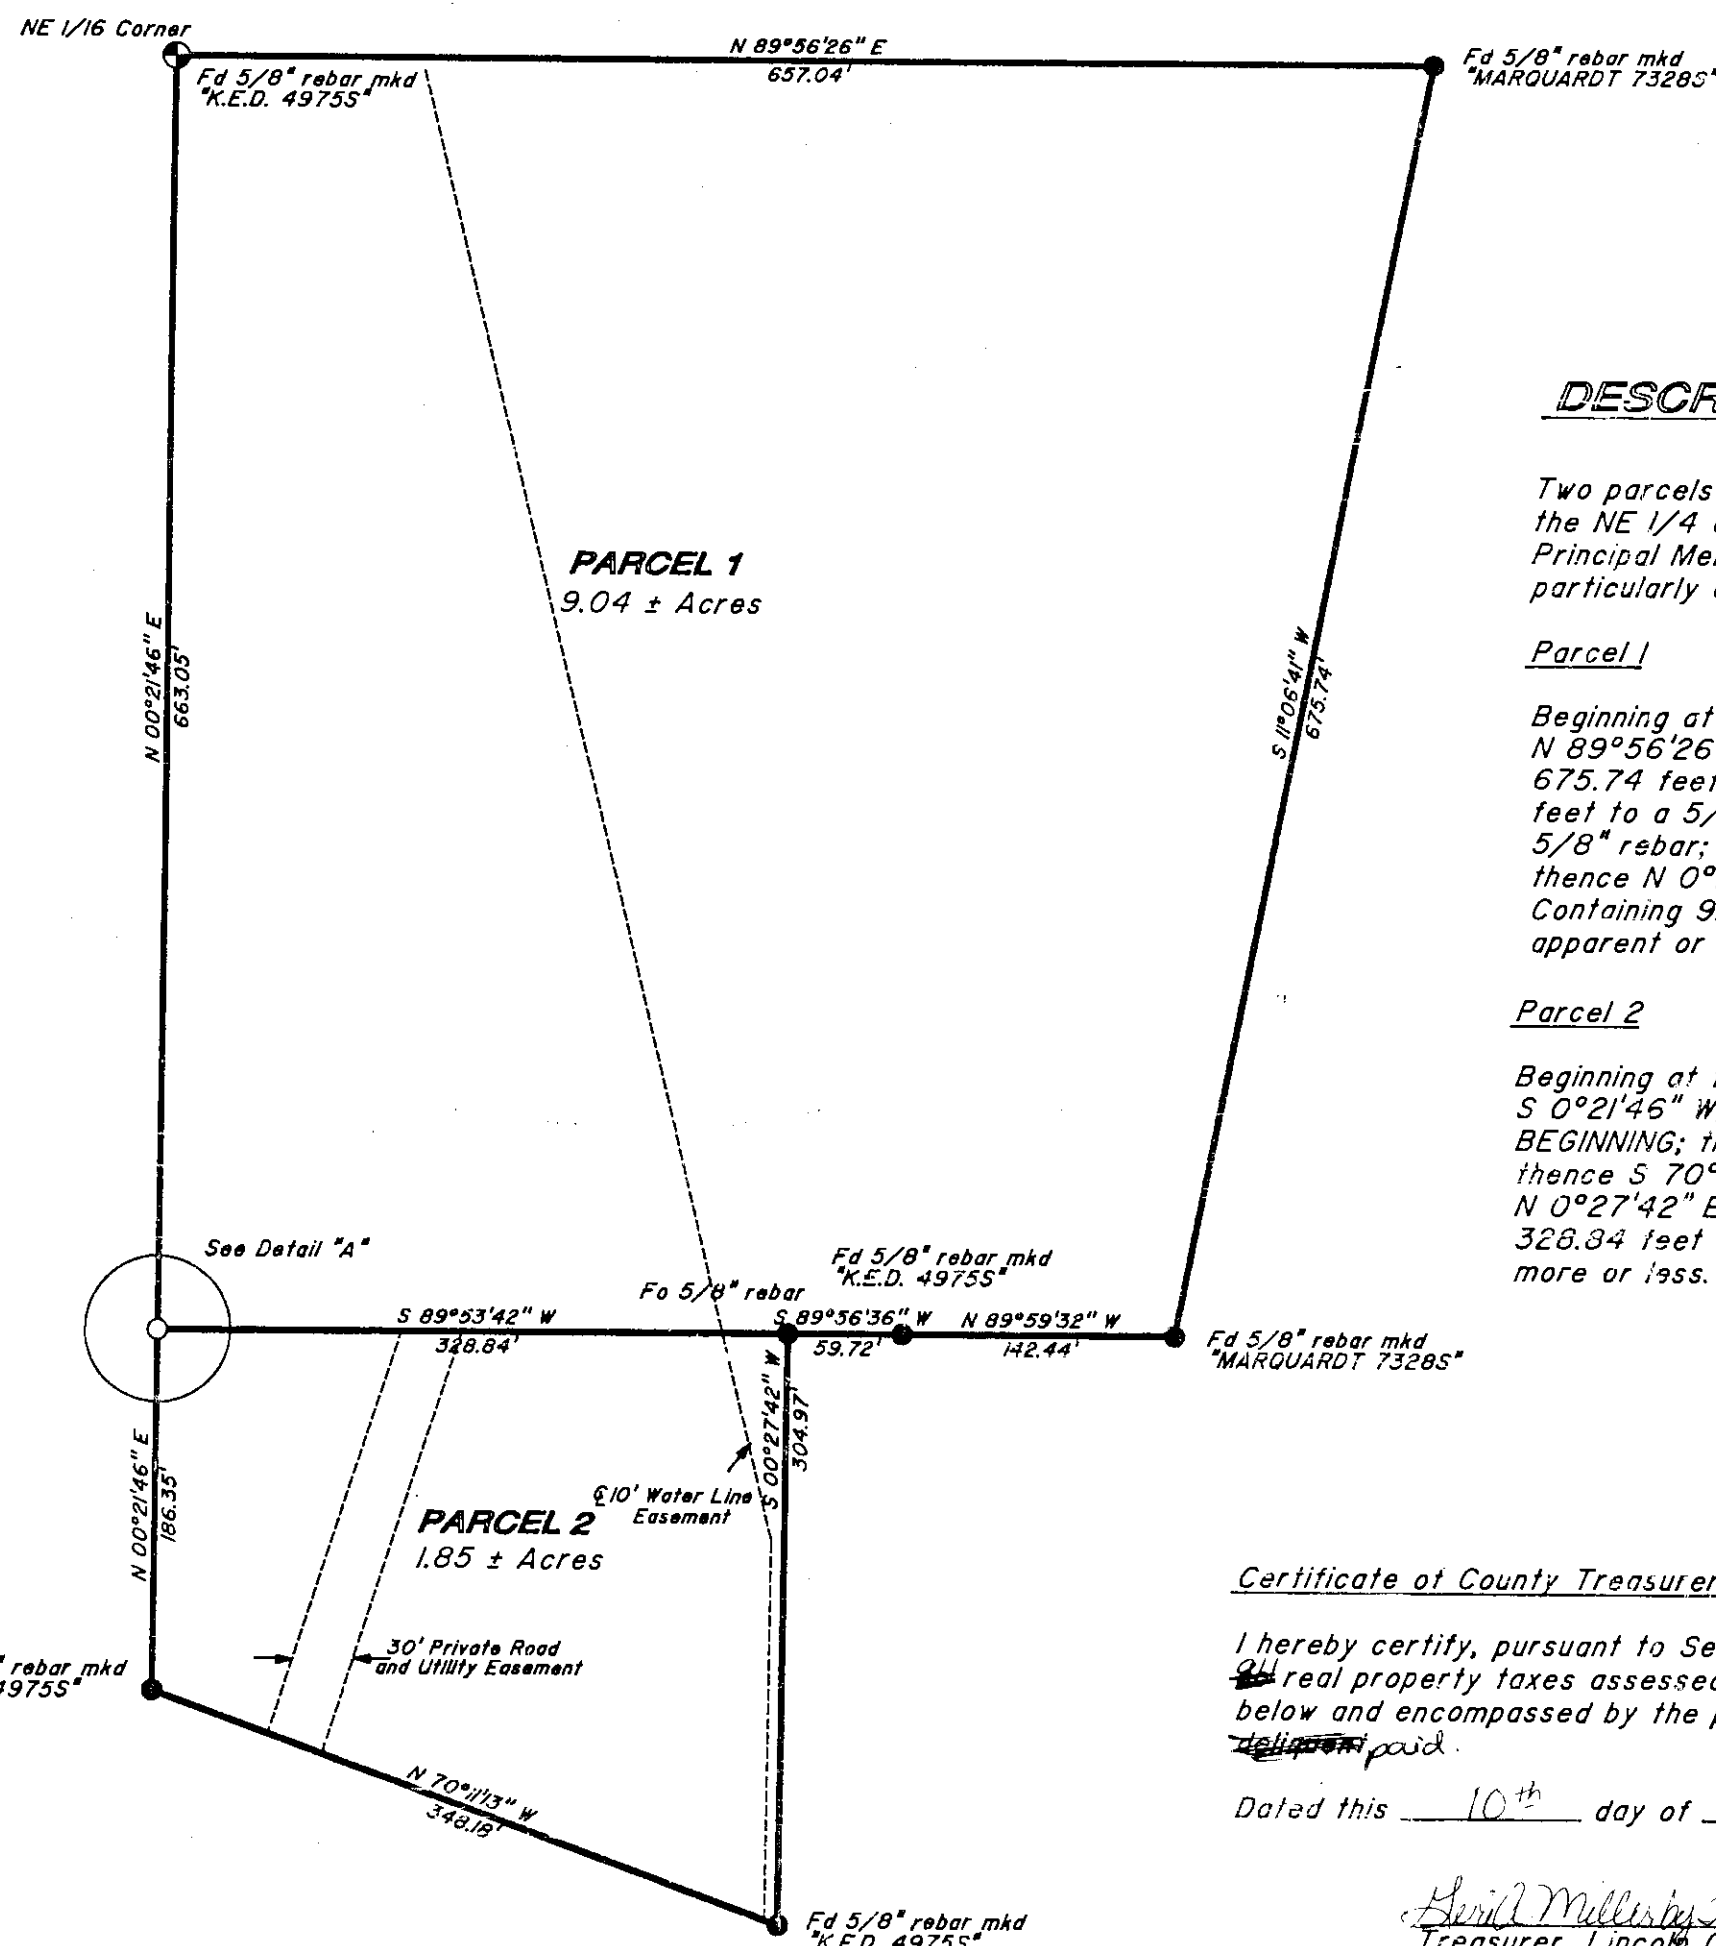 NE 1/16 Corner
N 89°56'26" E
657.04'
Fd 5/8" rebar mkd
"MARQUARDT 7328S"
Fd 5/8" rebar mkd
"K.E.D. 4975S"
PARCEL 1
9.04 ± Acres
N 00°21'46" E
663.05'
S 11°06'41" W
675.74'
See Detail "A"
Fd 5/8" rebar mkd
"K.E.D. 4975S"
Fd 5/8" rebar
S 89°53'42" W
328.84'
S 89°56'36" W
59.72'
N 89°59'32" W
142.44'
Fd 5/8" rebar mkd
"MARQUARDT 7328S"
S 00°27'42" W
304.97'
N 00°21'46" E
186.35'
℄ 10' Water Line
Easement
PARCEL 2
1.85 ± Acres
30' Private Road
and Utility Easement
" rebar mkd
4975S"
N 70°11'13" W
348.18'
Fd 5/8" rebar mkd
"K.E.D. 4975S"
DESCR
Two parcels
the NE 1/4
Principal Mer
particularly
Parcel 1
Beginning at
N 89°56'26
675.74 feet
feet to a 5/
5/8" rebar;
thence N 0°
Containing 9.
apparent or
Parcel 2
Beginning at
S 0°21'46" W
BEGINNING; th
thence S 70°
N 0°27'42" E
328.84 feet
more or less.
Certificate of County Treasurer
I hereby certify, pursuant to Se
all real property taxes assessed
below and encompassed by the p
deliquent paid.
Dated this 10th day of
Treasurer, Lincoln C